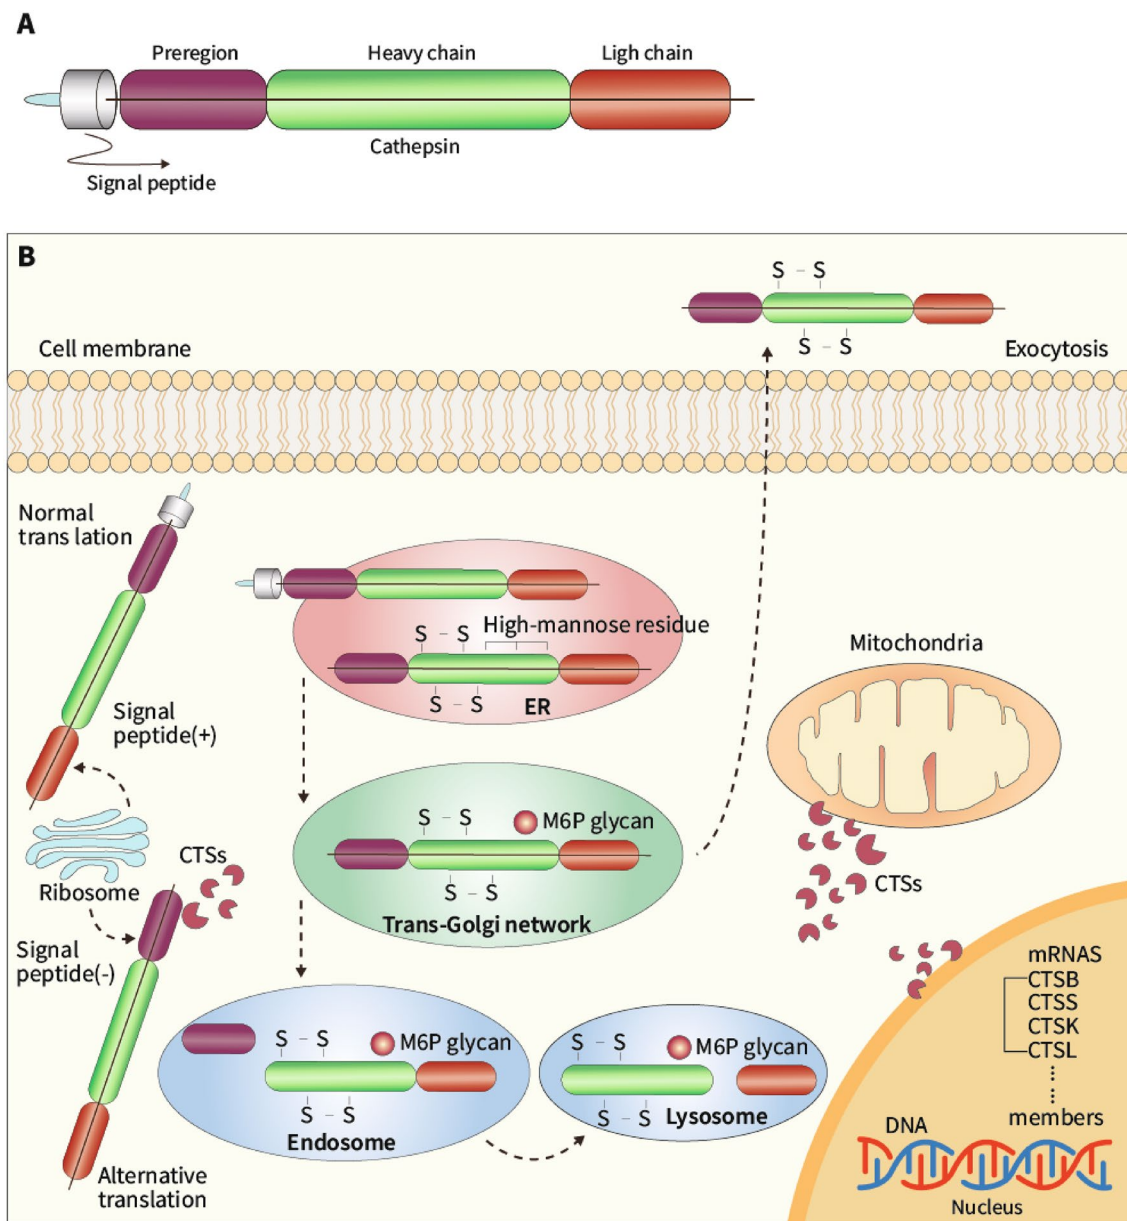 A
Preregion
Heavy chain
Ligh chain
Cathepsin
Signal peptide
B
S – S
S – S
Cell membrane
Exocytosis
Normal
trans lation
S – S
High-mannose residue
S – S
ER
Mitochondria
Signal
peptide(+)
S – S
M6P glycan
S – S
Trans-Golgi network
CTSs
Ribosome
CTSs
Signal
peptide(-)
mRNAS
CTSB
CTSS
CTSK
CTSL
members
S – S
M6P glycan
S – S
Endosome
S – S
M6P glycan
S – S
Lysosome
DNA
Nucleus
Alternative
translation